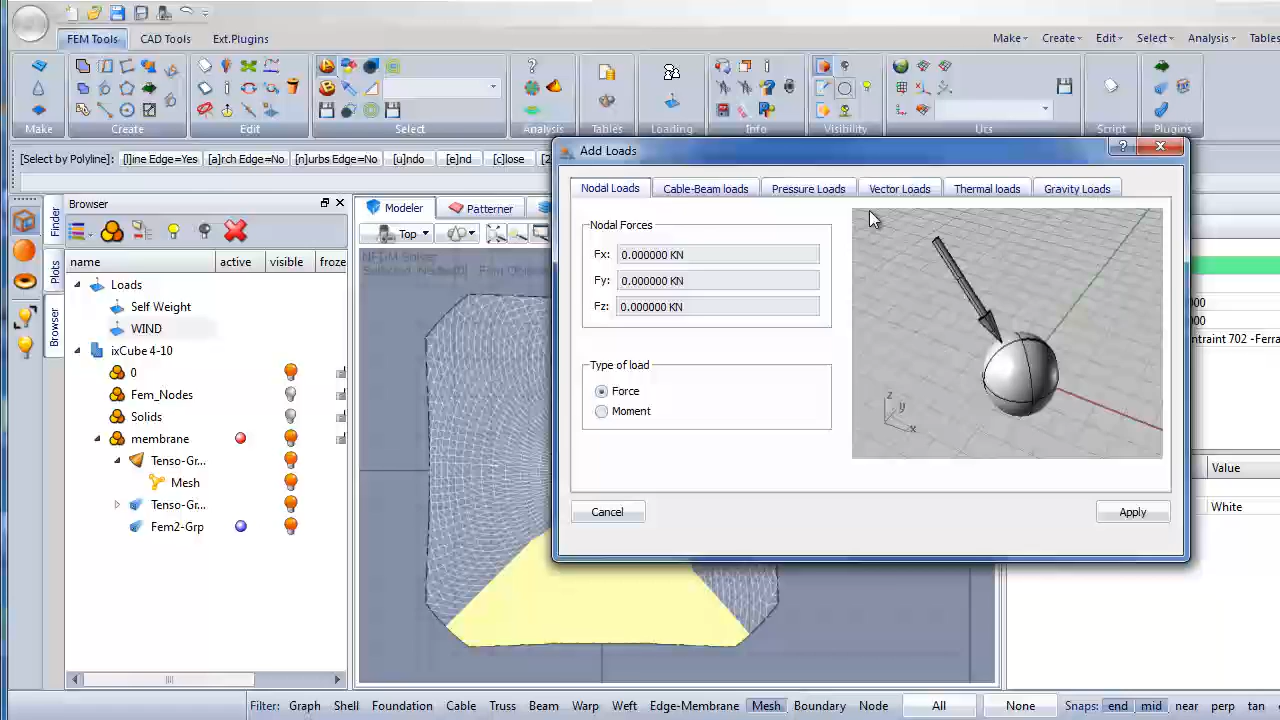 FEM Tools CAD Tools Ext.Plugins Make Create Edit Select Analysis Tables
Make Create Edit Select Analysis Tables Loading Info Visibility Ucs Script Plugins
[Select by Polyline]: [l]ine Edge=Yes [a]rch Edge=No [n]urbs Edge=No [u]ndo [e]nd [c]lose
Browser
Finder
Plots
Browser
name active visible froze
Loads
Self Weight
WIND
ixCube 4-10
0
Fem_Nodes
Solids
membrane
Tenso-Gr...
Mesh
Tenso-Gr...
Fem2-Grp
Modeler Patterner
Top
Add Loads
Nodal Loads Cable-Beam loads Pressure Loads Vector Loads Thermal loads Gravity Loads
Nodal Forces
Fx: 0.000000 KN
Fy: 0.000000 KN
Fz: 0.000000 KN
Type of load
Force
Moment
z
y
x
Cancel Apply
ntraint 702 -Ferra
Value
White
Filter: Graph Shell Foundation Cable Truss Beam Warp Weft Edge-Membrane Mesh Boundary Node All None Snaps: end mid near perp tan